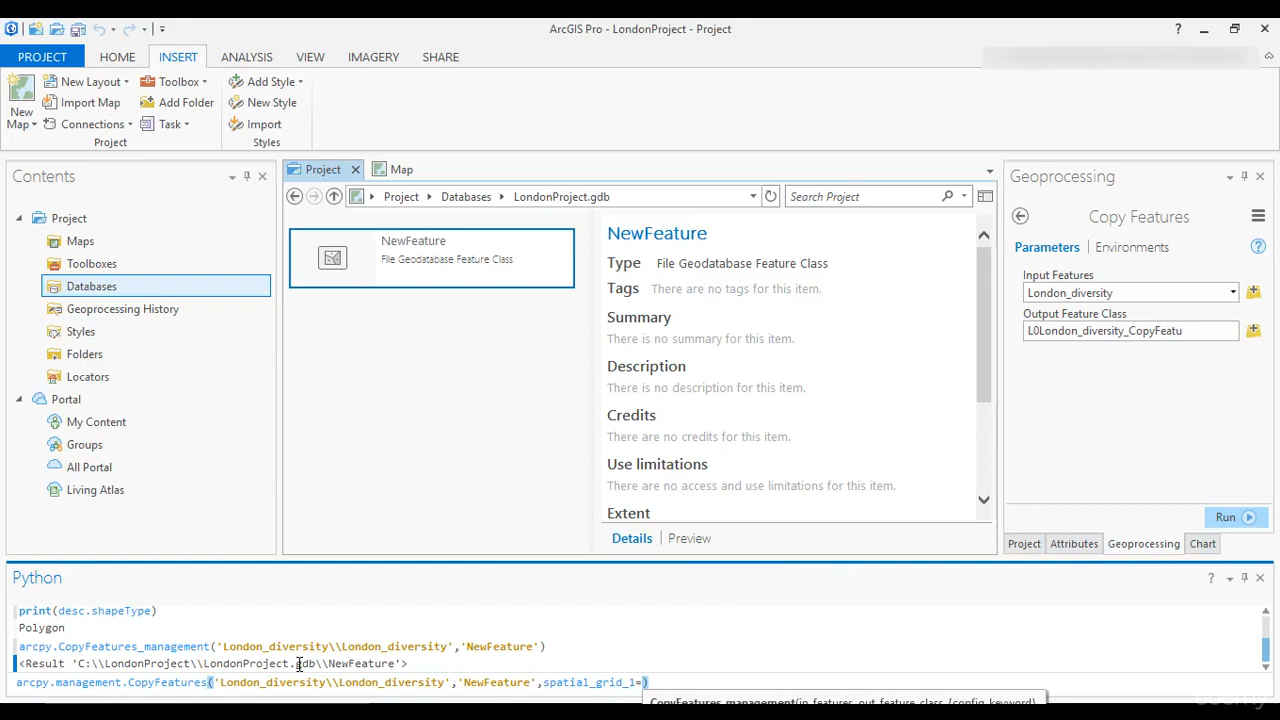 ArcGIS Pro - LondonProject - Project
?
PROJECT HOME INSERT ANALYSIS VIEW IMAGERY SHARE
New Map
New Layout
Import Map
Connections
Toolbox
Add Folder
Task
Project
Add Style
New Style
Import
Styles
Contents
Project
Maps
Toolboxes
Databases
Geoprocessing History
Styles
Folders
Locators
Portal
My Content
Groups
All Portal
Living Atlas
Project Map
Project Databases LondonProject.gdb
Search Project
NewFeature
File Geodatabase Feature Class
NewFeature
Type File Geodatabase Feature Class
Tags There are no tags for this item.
Summary
There is no summary for this item.
Description
There is no description for this item.
Credits
There are no credits for this item.
Use limitations
There are no access and use limitations for this item.
Extent
Details Preview
Geoprocessing
Copy Features
Parameters Environments
?
Input Features
London_diversity
Output Feature Class
L0London_diversity_CopyFeatu
Run
Project Attributes Geoprocessing Chart
Python
?
print(desc.shapeType)
Polygon
arcpy.CopyFeatures_management('London_diversity\\London_diversity','NewFeature')
<Result 'C:\\LondonProject\\LondonProject.gdb\\NewFeature'>
arcpy.management.CopyFeatures('London_diversity\\London_diversity','NewFeature',spatial_grid_1=)
CopyFeatures_management(in_features, out_feature_class, {config_keyword},